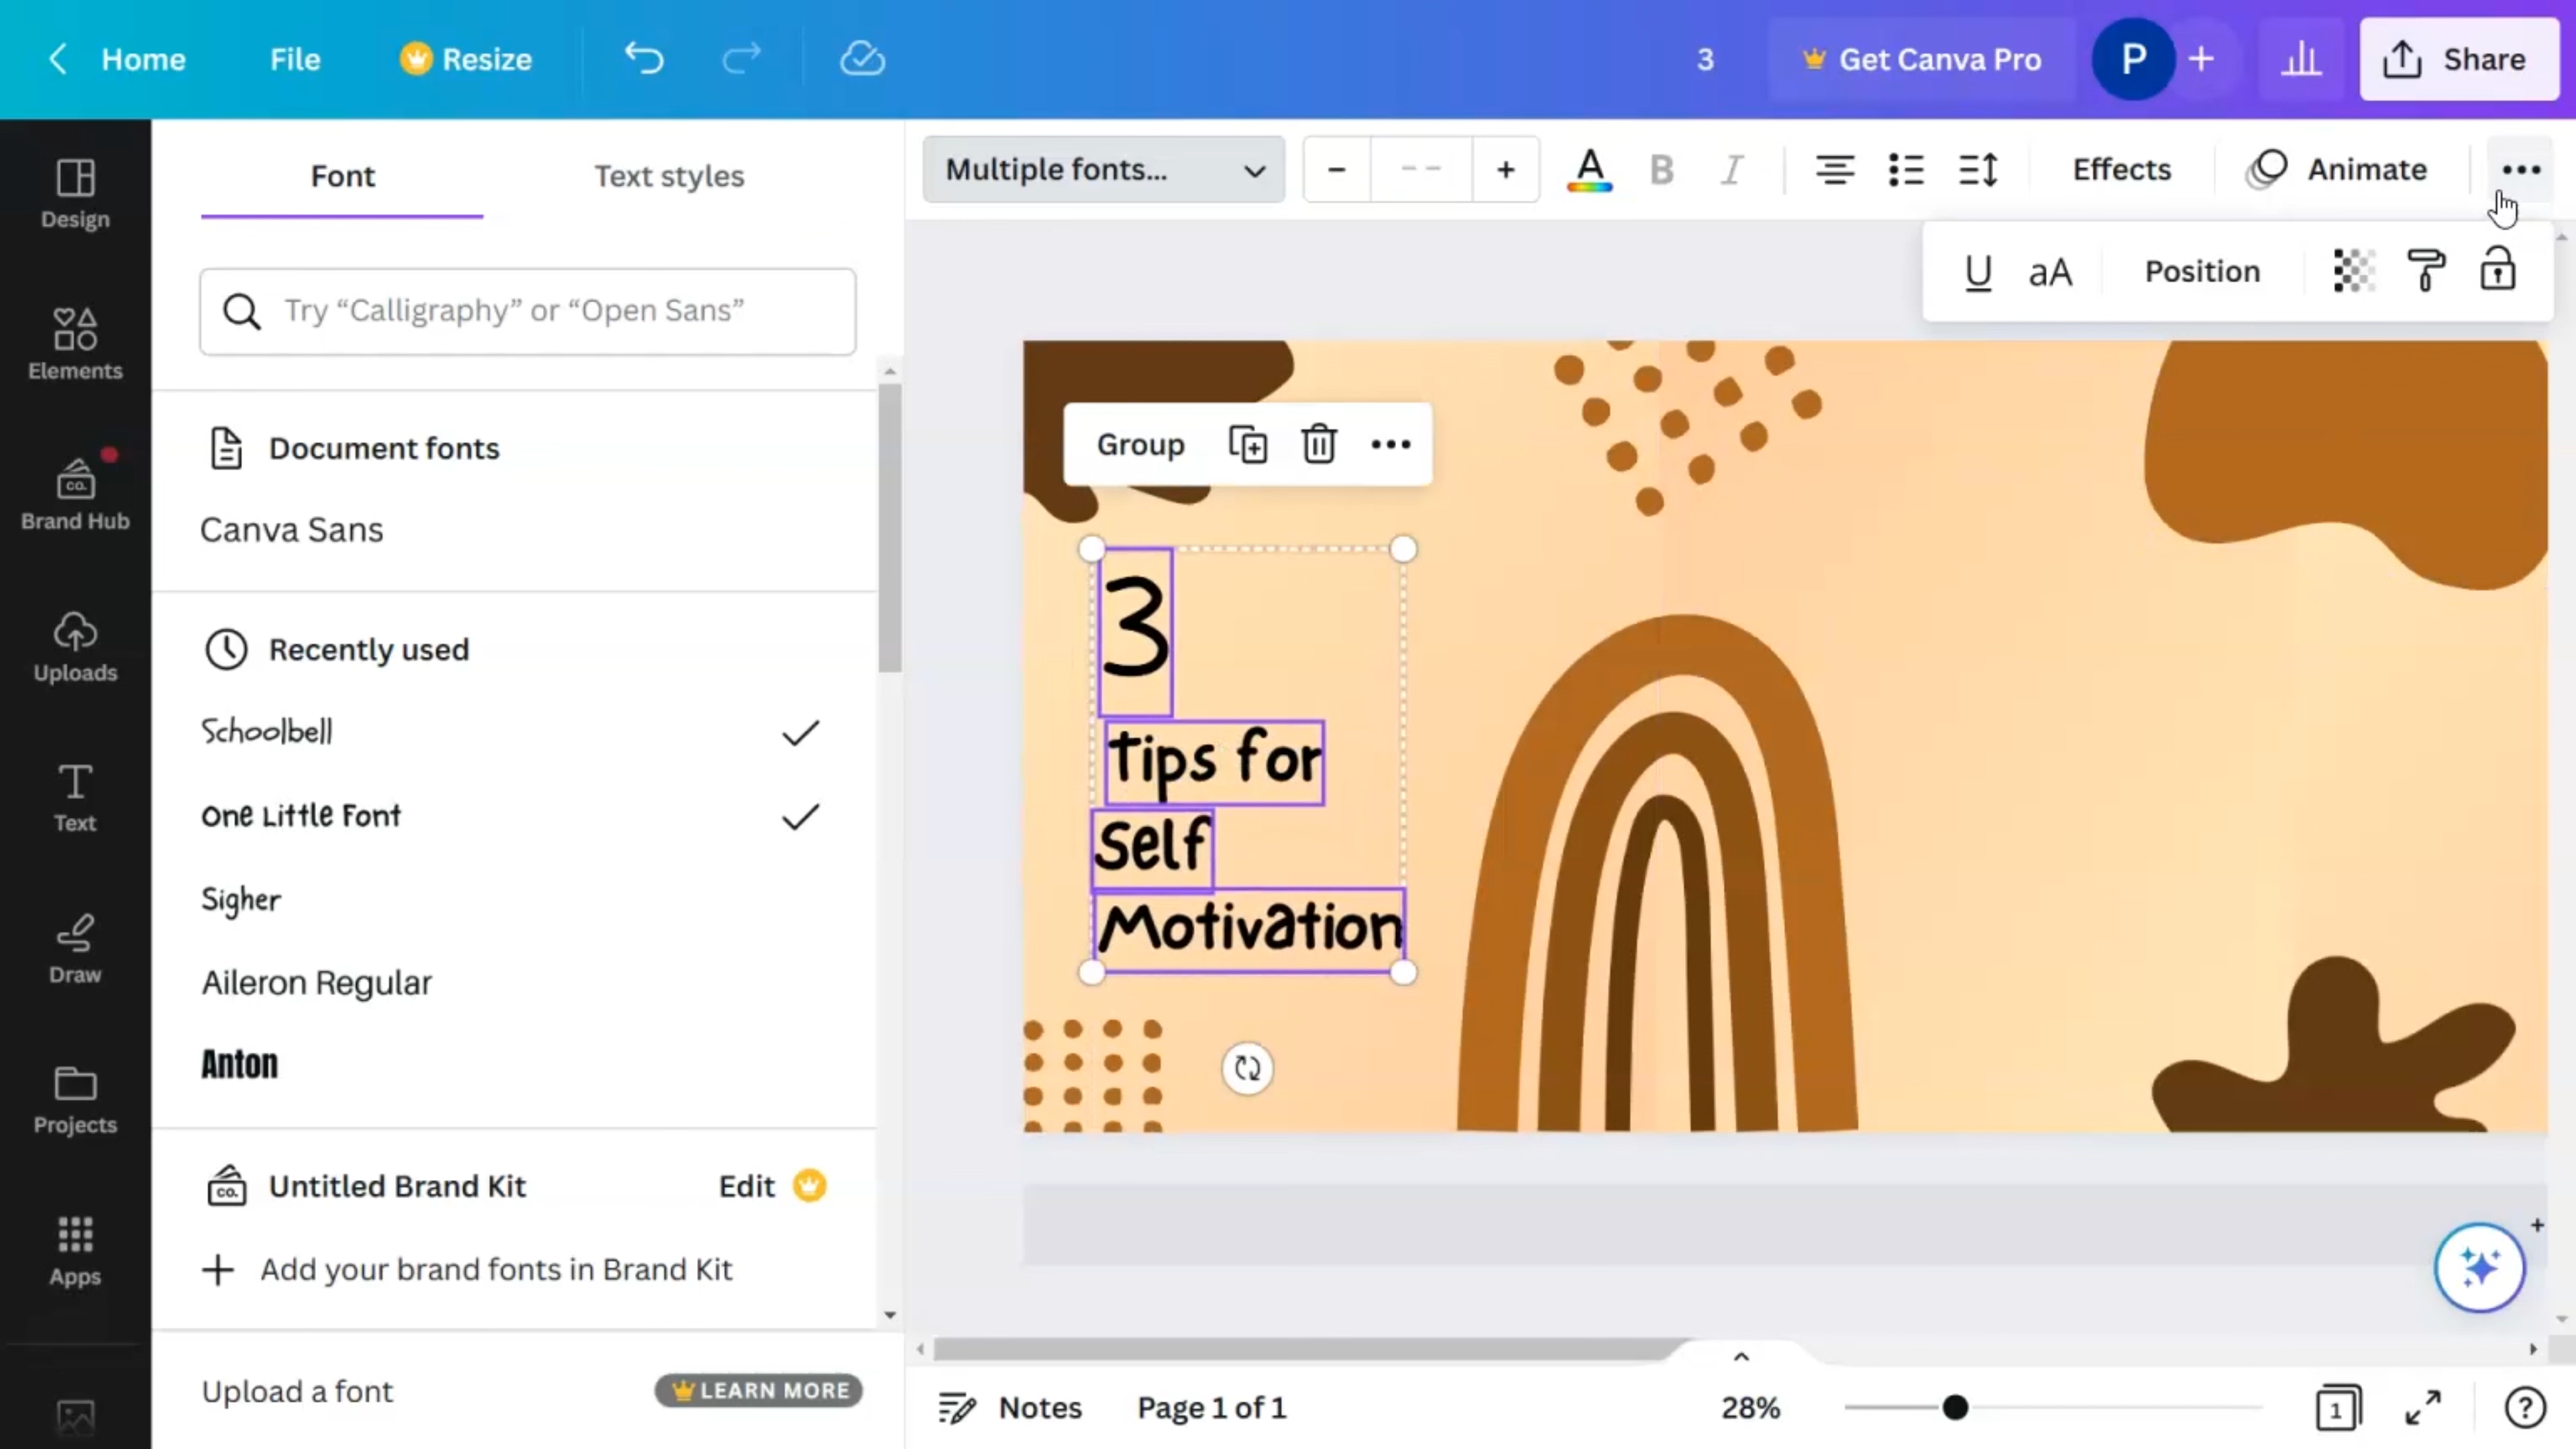 Home File Resize 3 Get Canva Pro P + Share
Design
Elements
CO.
Brand Hub
Uploads
Text
Draw
Projects
Apps
Font Text styles
Try “Calligraphy” or “Open Sans”
Document fonts
Canva Sans
Recently used
Schoolbell
One Little Font
Sigher
Aileron Regular
Anton
CO. Untitled Brand Kit Edit
+ Add your brand fonts in Brand Kit
Upload a font LEARN MORE
Multiple fonts... − – – + A B I Effects Animate
U aA Position
Group
3
Tips for
Self
Motivation
Notes Page 1 of 1 28% 1 ?